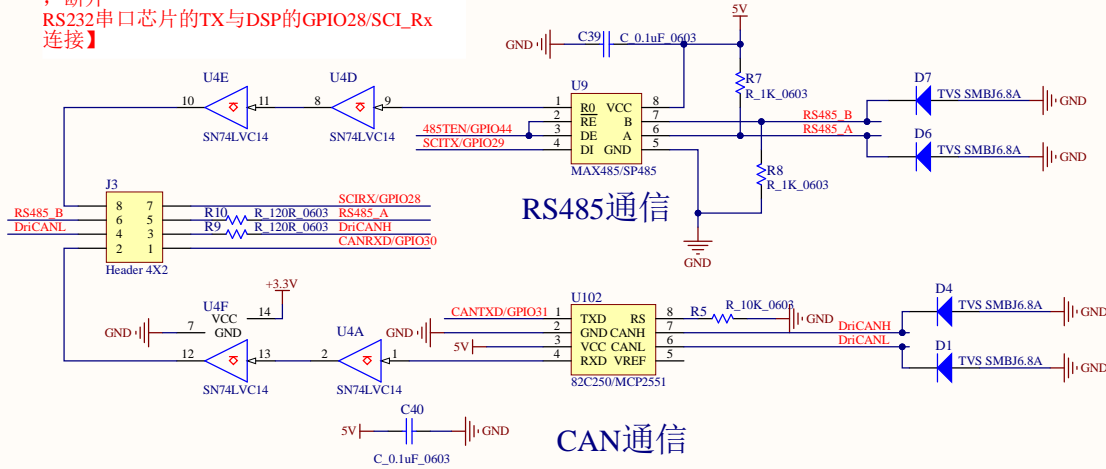 ，断开
RS232串口芯片的TX与DSP的GPIO28/SCI_Rx
连接】
5V
C39
C_0.1uF_0603
GND
U4E
U4D
U9
R7
R_1K_0603
D7
TVS SMBJ6.8A
GND
10
11
8
9
1
R0
VCC
8
2
RE
B
7
RS485_B
3
DE
A
6
RS485_A
4
DI
GND
5
SN74LVC14
SN74LVC14
485TEN/GPIO44
SCITX/GPIO29
MAX485/SP485
D6
TVS SMBJ6.8A
GND
R8
R_1K_0603
RS485通信
GND
J3
8
7
SCIRX/GPIO28
RS485_B
6
5
R10
R_120R_0603
RS485_A
DriCANL
4
3
R9
R_120R_0603
DriCANH
2
1
CANRXD/GPIO30
Header 4X2
+3.3V
U4F
VCC
14
GND
7
GND
U4A
12
13
2
1
SN74LVC14
SN74LVC14
U102
CANTXD/GPIO31
1
TXD
RS
8
R5
R_10K_0603
GND
GND
2
GND
CANH
7
DriCANH
5V
3
VCC
CANL
6
DriCANL
4
RXD
VREF
5
82C250/MCP2551
D4
TVS SMBJ6.8A
GND
D1
TVS SMBJ6.8A
GND
C40
5V
GND
C_0.1uF_0603
CAN通信